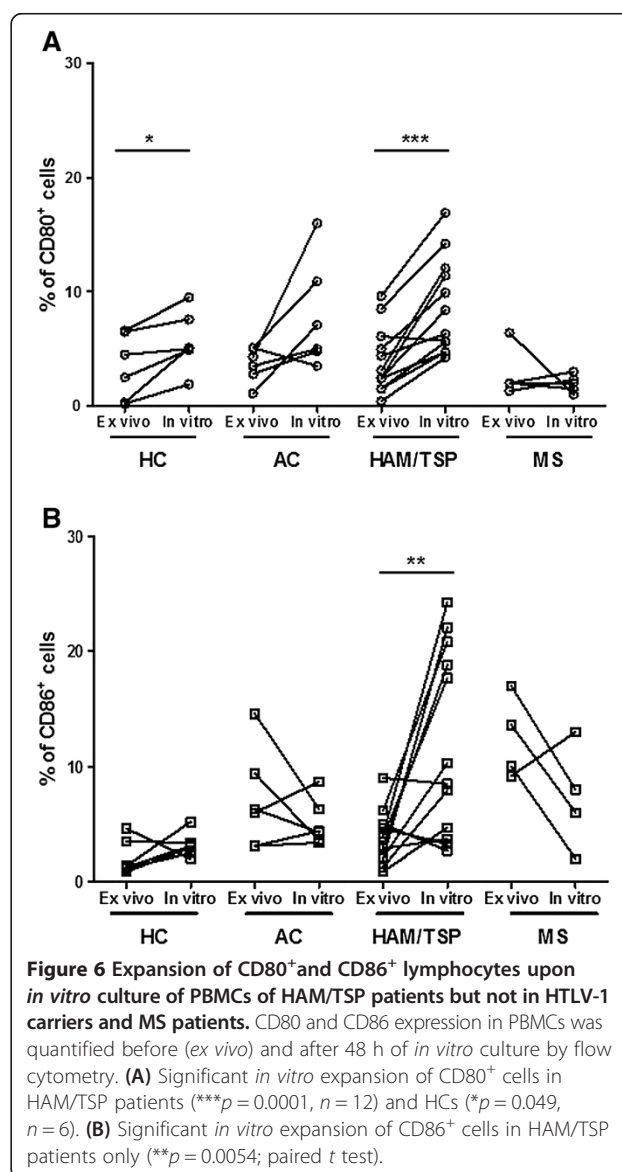 A
30
20
10
0
% of CD80+ cells
*
***
Ex vivo In vitro Ex vivo In vitro Ex vivo In vitro Ex vivo In vitro
HC AC HAM/TSP MS
B
30
20
10
0
% of CD86+ cells
**
Ex vivo In vitro Ex vivo In vitro Ex vivo In vitro Ex vivo In vitro
HC AC HAM/TSP MS
Figure 6 Expansion of CD80+and CD86+ lymphocytes upon
in vitro culture of PBMCs of HAM/TSP patients but not in HTLV-1
carriers and MS patients. CD80 and CD86 expression in PBMCs was
quantified before (ex vivo) and after 48 h of in vitro culture by flow
cytometry. (A) Significant in vitro expansion of CD80+ cells in
HAM/TSP patients (***p = 0.0001, n = 12) and HCs (*p = 0.049,
n = 6). (B) Significant in vitro expansion of CD86+ cells in HAM/TSP
patients only (**p = 0.0054; paired t test).